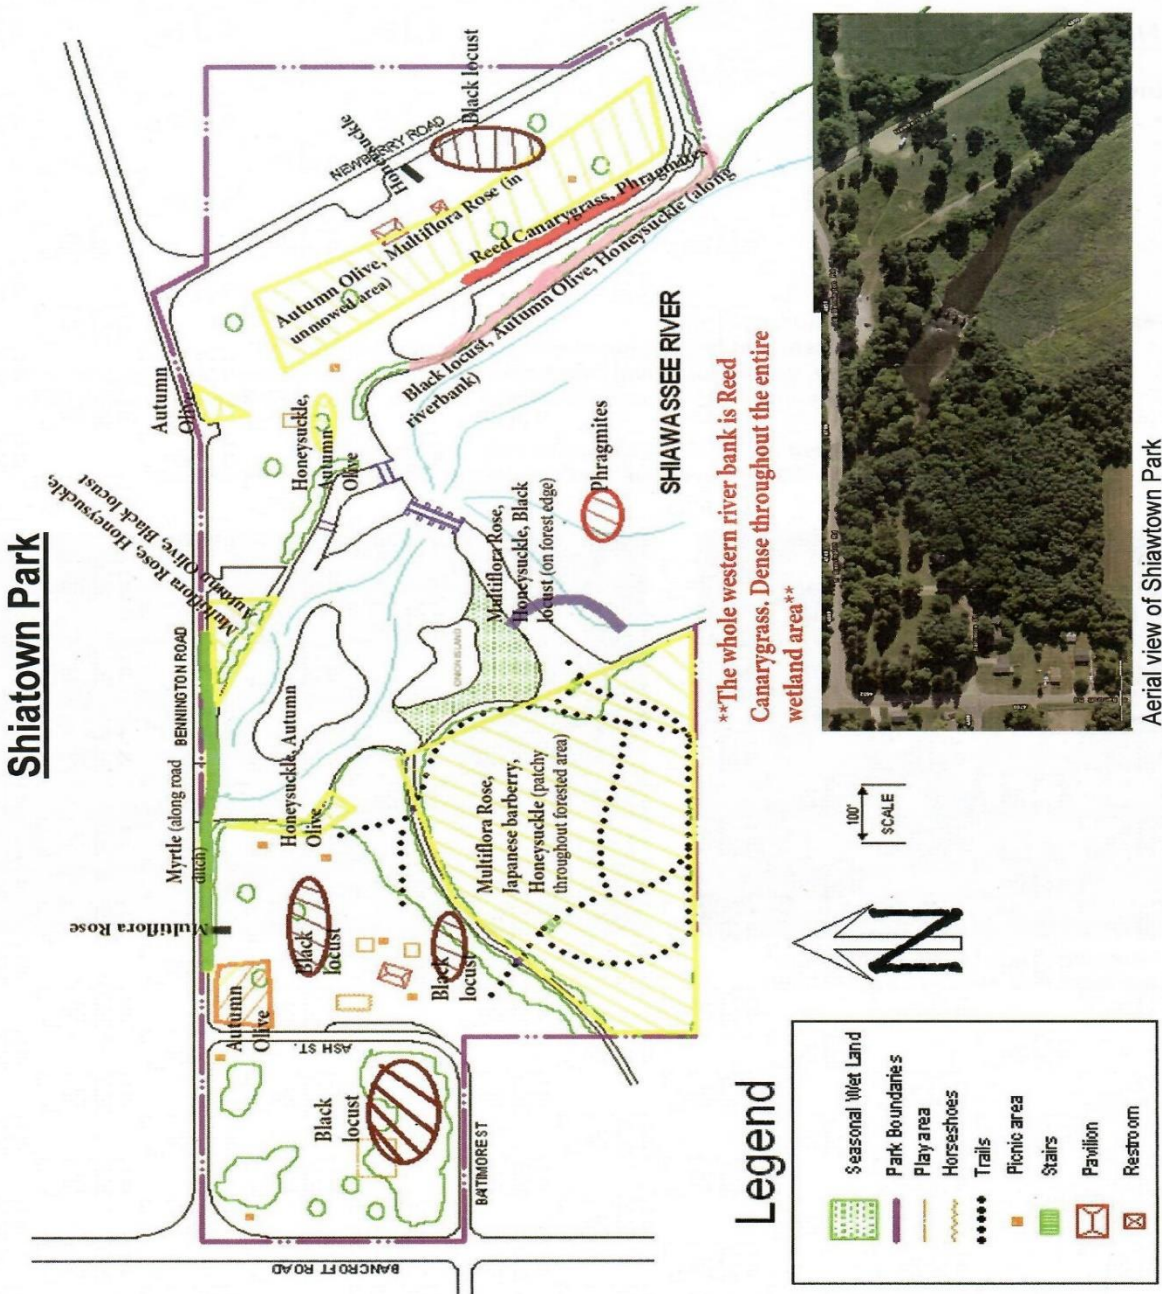 Shiatown Park
Black locust
Honeysuckle
NEWBERRY ROAD
Autumn Olive, Multiflora Rose (in
unmowed area)
Reed Canarygrass, Phragmites
Black locust, Autumn Olive, Honeysuckle (along
riverbank)
Autumn
Olive
Honeysuckle,
Autumn
Olive
Multiflora Rose, Honeysuckle,
Autumn Olive, Black locust
BENNINGTON ROAD
Myrtle (along road
ditch)
Honeysuckle, Autumn
Olive
Multiflora Rose
Autumn
Olive
Black
locust
Black
locust
Black
locust
ASH ST.
BATIMOREST
BANCROFT ROAD
SHIAWASSEE RIVER
Phragmites
Multiflora Rose,
Honeysuckle, Black
locust (on forest edge)
Multiflora Rose,
Japanese barberry,
Honeysuckle (patchy
throughout forested area)
**The whole western river bank is Reed
Canarygrass. Dense throughout the entire
wetland area**
Aerial view of Shiawtown Park
100'
SCALE
N
Legend
Seasonal Wet Land
Park Boundaries
Play area
Horseshoes
Trails
Picnic area
Stairs
Pavilion
Restroom